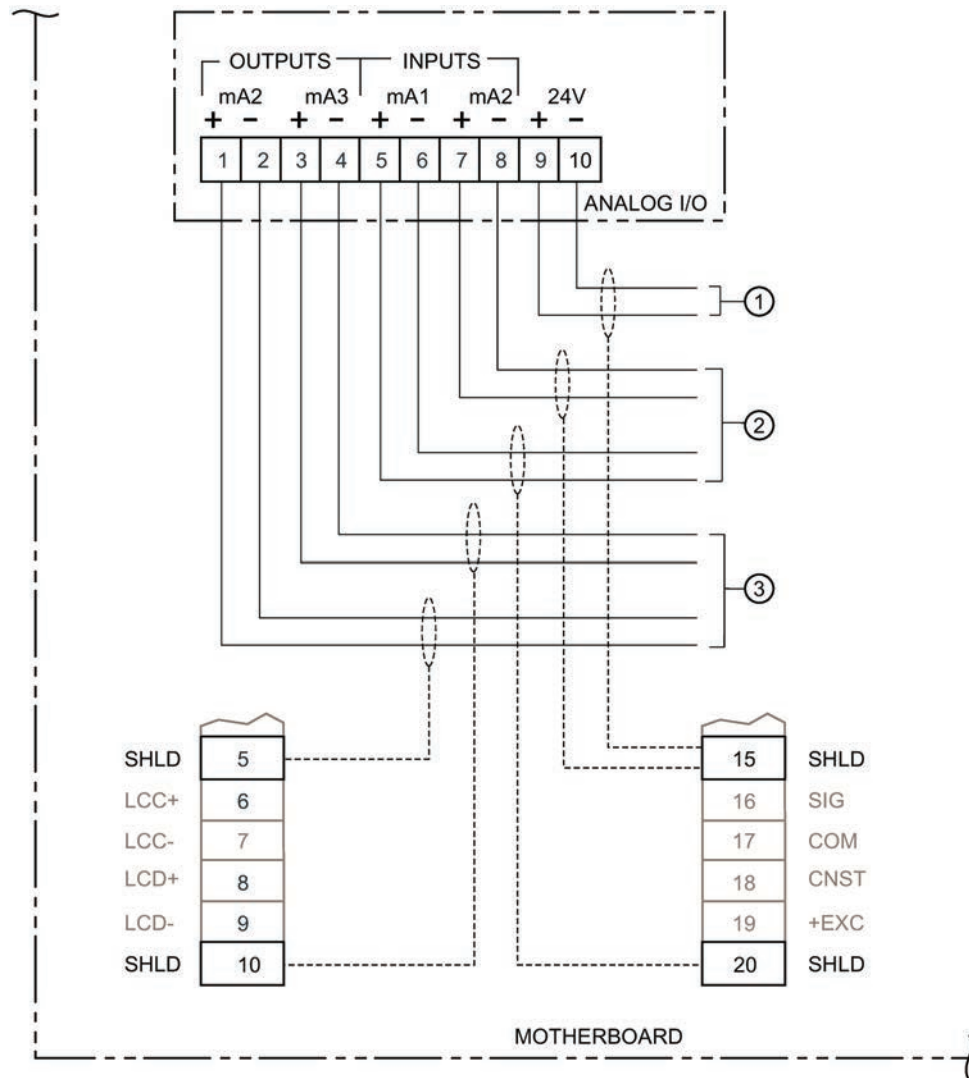 OUTPUTS INPUTS
mA2 mA3 mA1 mA2 24V
+ − + − + − + − + −
1 2 3 4 5 6 7 8 9 10
ANALOG I/O
1
2
3
SHLD 5
LCC+ 6
LCC- 7
LCD+ 8
LCD- 9
SHLD 10
15 SHLD
16 SIG
17 COM
18 CNST
19 +EXC
20 SHLD
MOTHERBOARD